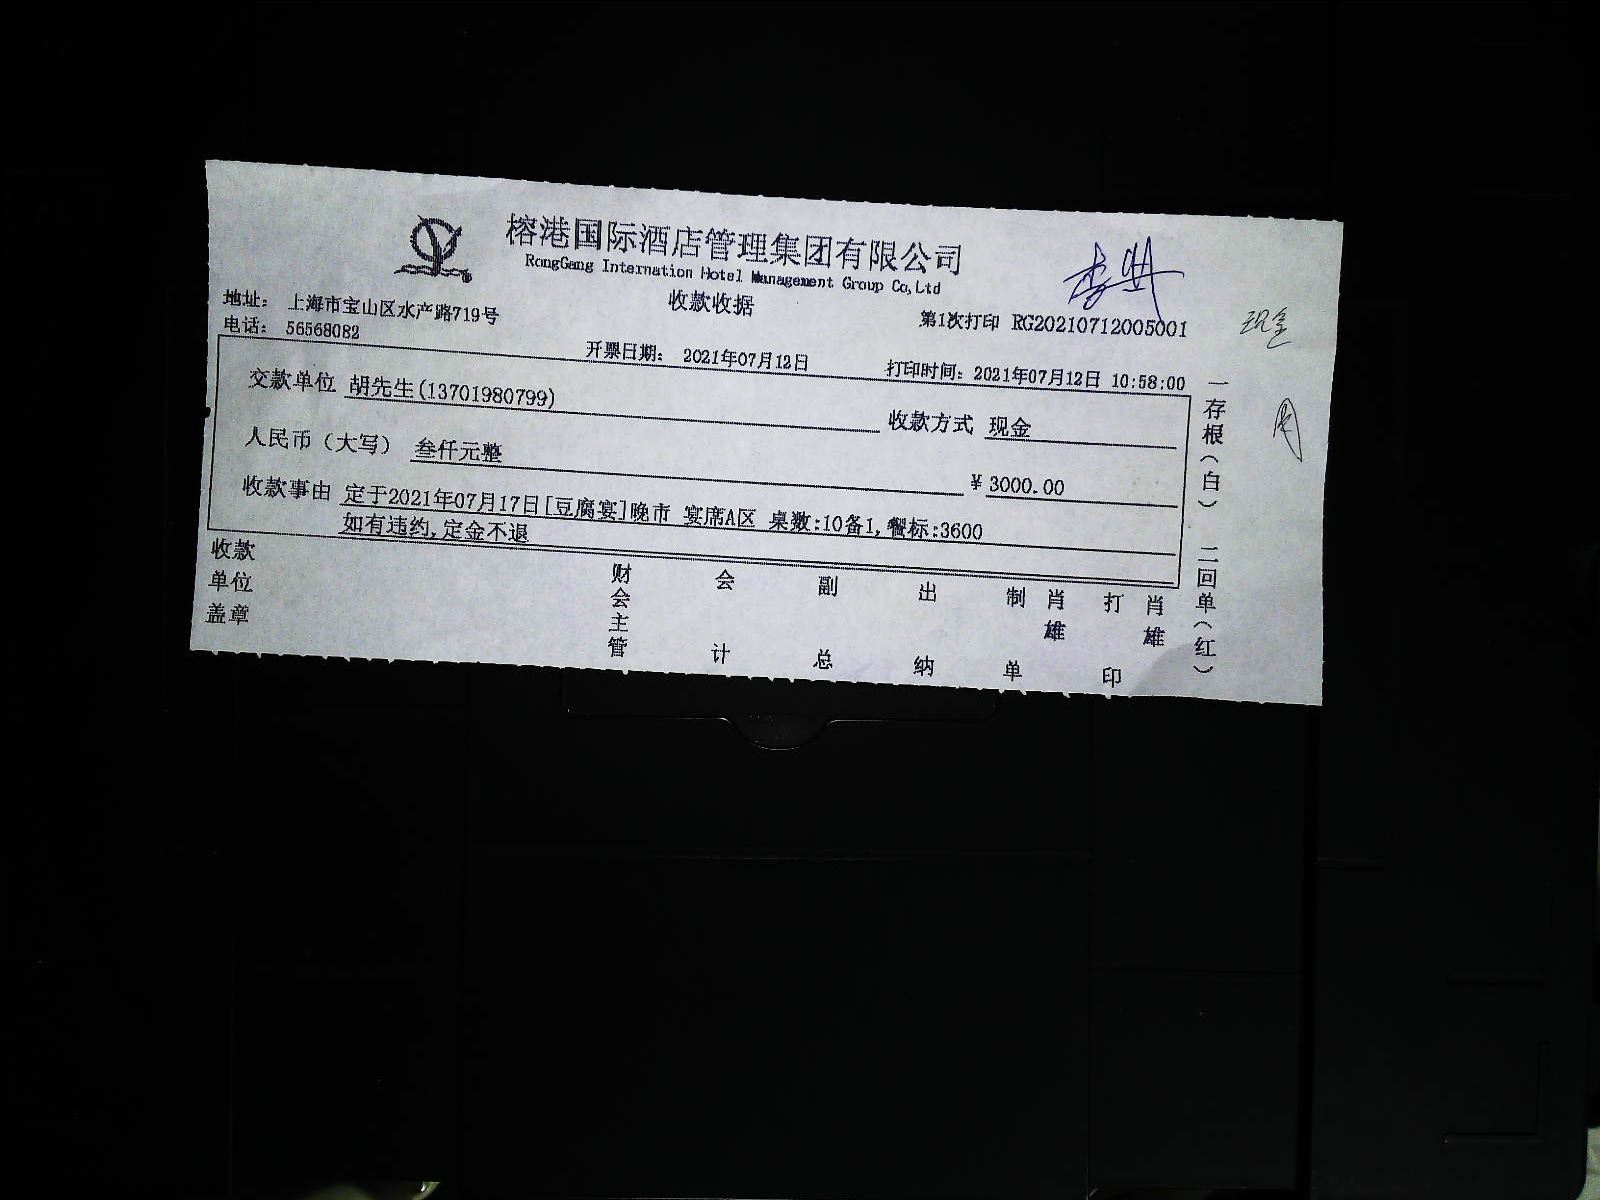 榕港国际酒店管理集团有限公司
RongGang Internation Hotel Management Group Co,Ltd
收款收据
地址: 上海市宝山区水产路719号
电话: 56568082
第1次打印 RG20210712005001
现金
开票日期: 2021年07月12日
打印时间: 2021年07月12日 10:58:00
交款单位 胡先生(13701980799)
收款方式 现金
人民币(大写) 叁仟元整
¥ 3000.00
收款事由 定于2021年07月17日[豆腐宴]晚市 宴席A区 桌数:10备1, 餐标:3600
如有违约, 定金不退
收款单位盖章
财会主管
会计
副总
出纳
制单 肖雄
打印 肖雄
一存根(白) 二回单(红)